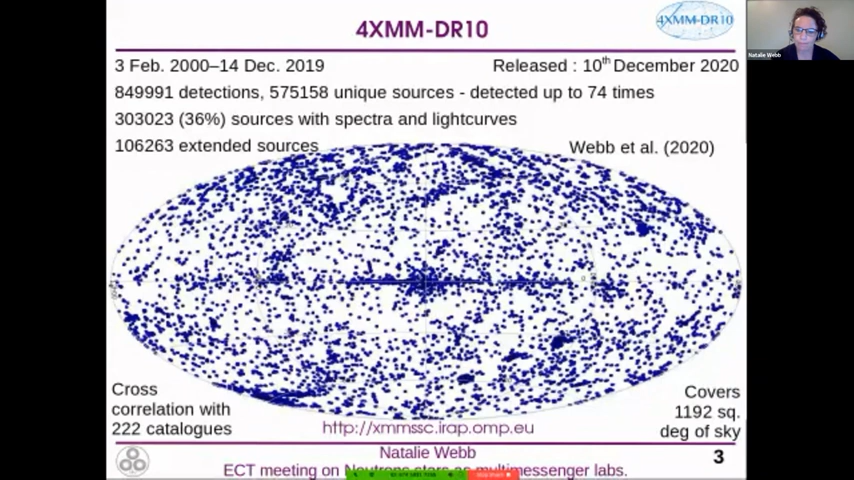 4XMM-DR10
4XMM-DR10
Natalie Webb
3 Feb. 2000–14 Dec. 2019
Released : 10th December 2020
849991 detections, 575158 unique sources - detected up to 74 times
303023 (36%) sources with spectra and lightcurves
106263 extended sources
Webb et al. (2020)
Cross
correlation with
222 catalogues
http://xmmssc.irap.omp.eu
Covers
1192 sq.
deg of sky
Natalie Webb
3
ECT meeting on Neutrons stars as multimessenger labs.